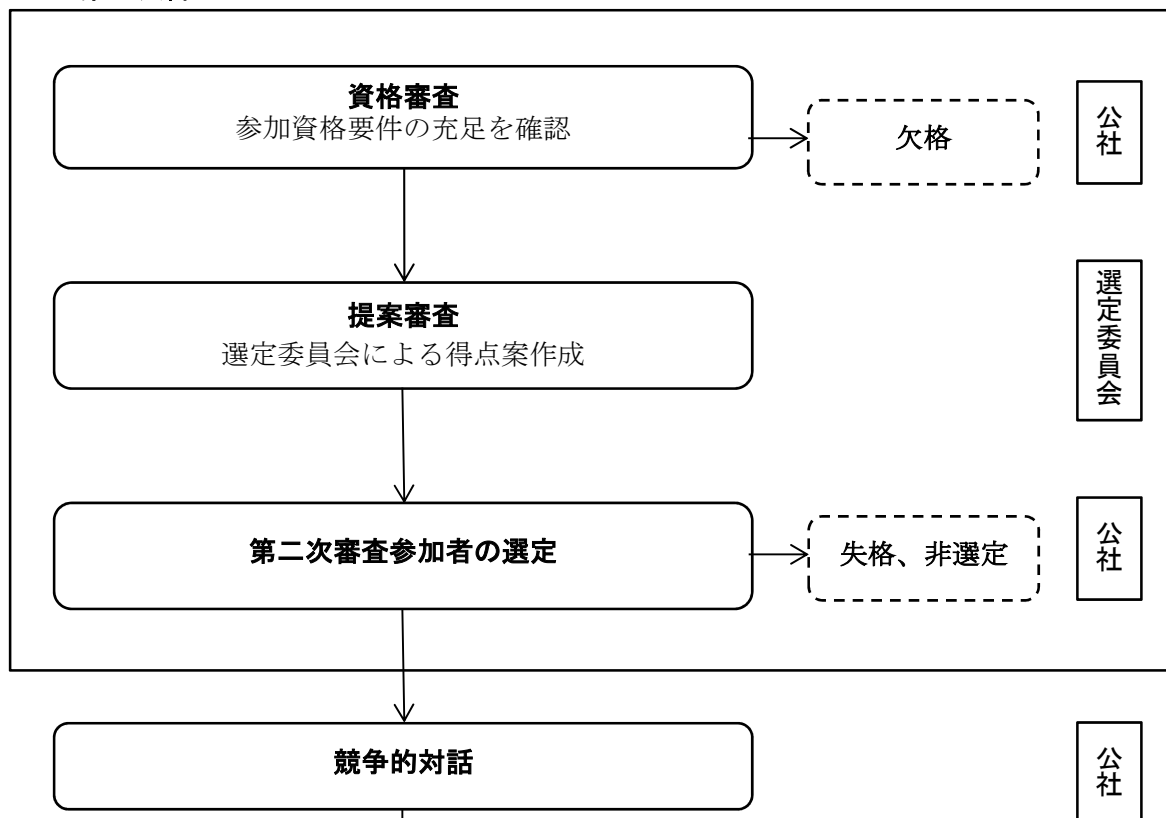 資格審査
参加資格要件の充足を確認
欠格
公社
提案審査
選定委員会による得点案作成
選定委員会
第二次審査参加者の選定
失格、非選定
公社
競争的対話
公社